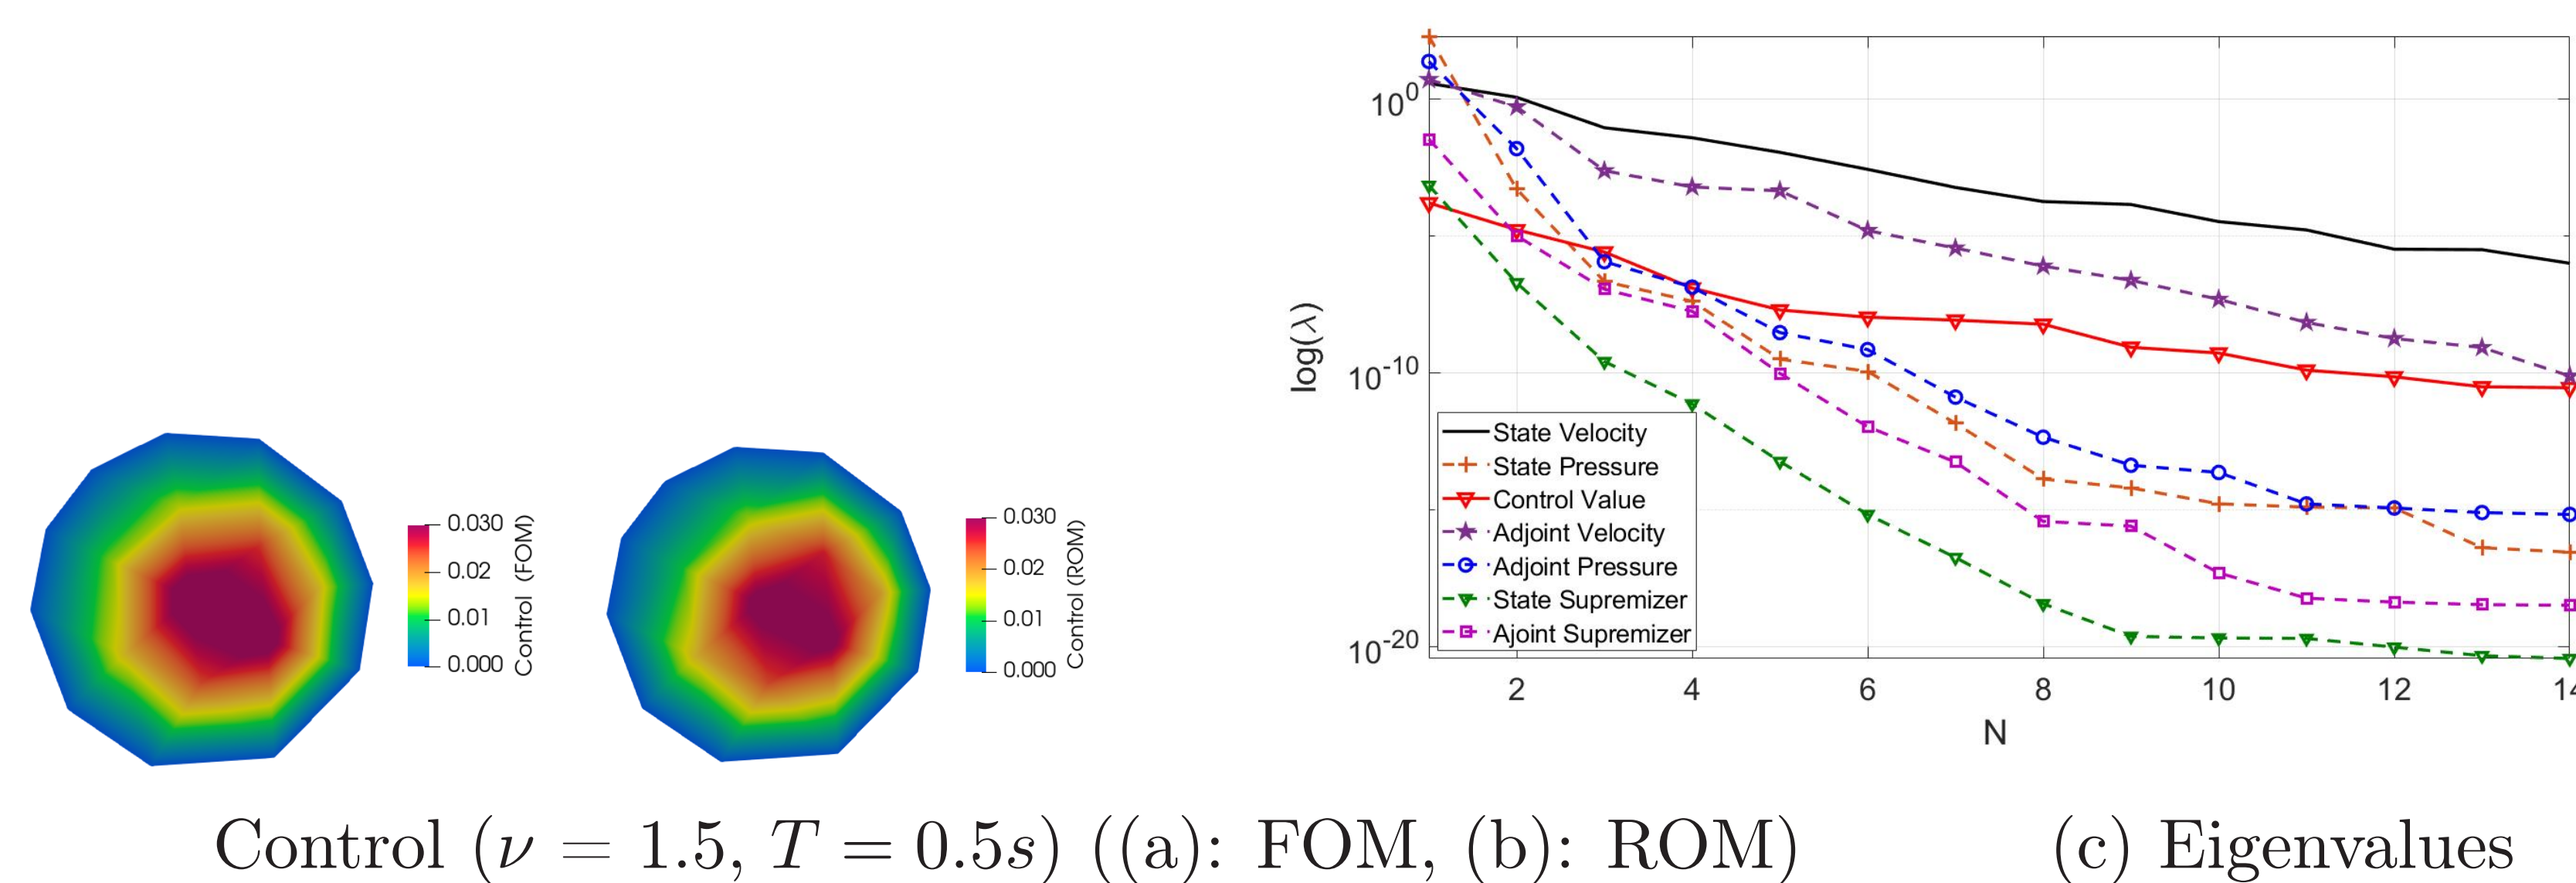 0.030
0.02
0.01
0.000
Control (FOM)
0.030
0.02
0.01
0.000
Control (ROM)
10^0
10^-10
10^-20
log(λ)
State Velocity
State Pressure
Control Value
Adjoint Velocity
Adjoint Pressure
State Supremizer
Ajoint Supremizer
2 4 6 8 10 12 14
N
Control (ν = 1.5, T = 0.5s) ((a): FOM, (b): ROM) (c) Eigenvalues